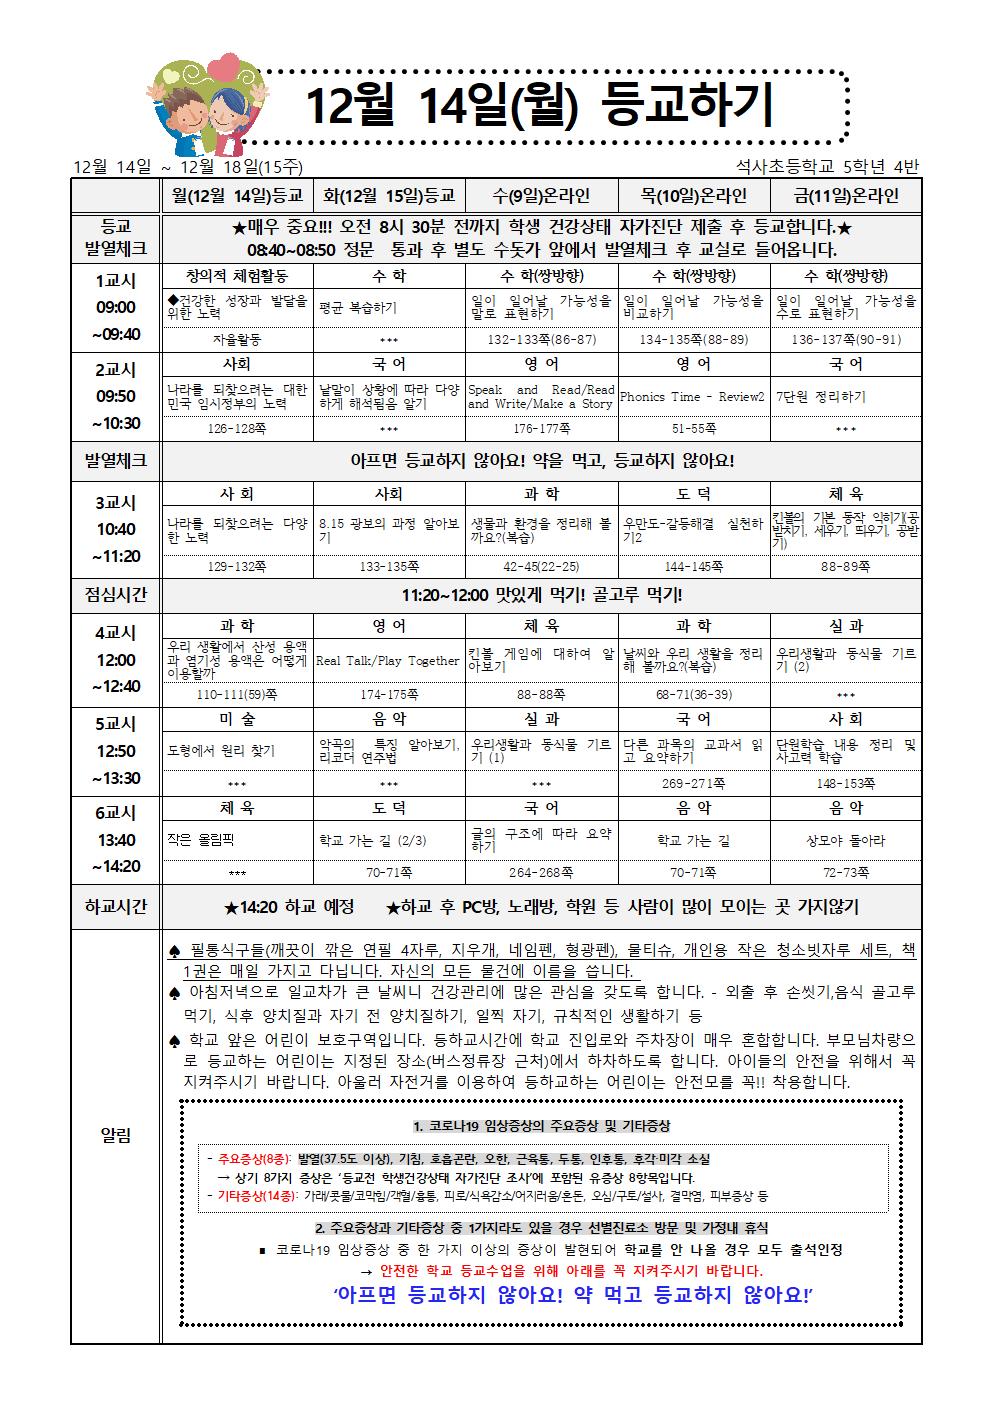 12월 14일(월) 등교하기
12월 14일 ~ 12월 18일(15주)
석사초등학교 5학년 4반
월(12월 14일)등교
화(12월 15일)등교
수(9일)온라인
목(10일)온라인
금(11일)온라인
등교
발열체크
★매우 중요!!! 오전 8시 30분 전까지 학생 건강상태 자가진단 제출 후 등교합니다.★
08:40~08:50 정문 통과 후 별도 수돗가 앞에서 발열체크 후 교실로 들어옵니다.
1교시
09:00
~09:40
창의적 체험활동
수 학
수 학(쌍방향)
수 학(쌍방향)
수 학(쌍방향)
◆건강한 성장과 발달을
위한 노력
평균 복습하기
일이 일어날 가능성을
말로 표현하기
일이 일어날 가능성을
비교하기
일이 일어날 가능성을
수로 표현하기
자율활동
***
132-133쪽(86-87)
134-135쪽(88-89)
136-137쪽(90-91)
2교시
09:50
~10:30
사회
국 어
영 어
영 어
국 어
나라를 되찾으려는 대한
민국 임시정부의 노력
낱말이 상황에 따라 다양
하게 해석됨음 알기
Speak and Read/Read
and Write/Make a Story
Phonics Time - Review2
7단원 정리하기
126-128쪽
***
176-177쪽
51-55쪽
***
발열체크
아프면 등교하지 않아요! 약을 먹고, 등교하지 않아요!
3교시
10:40
~11:20
사 회
사회
과 학
도 덕
체 육
나라를 되찾으려는 다양
한 노력
8.15 광보의 과정 알아보
기
생물과 환경을 정리해 볼
까요?(복습)
우만도-갈등해결 실천하
기2
킨볼의 기본 동작 익히기(공
받치기, 세우기, 띄우기, 공받
기)
129-132쪽
133-135쪽
42-45(22-25)
144-145쪽
88-89쪽
점심시간
11:20~12:00 맛있게 먹기! 골고루 먹기!
4교시
12:00
~12:40
과 학
영 어
체 육
과 학
실 과
우리 생활에서 산성 용액
과 염기성 용액은 어떻게
이용할까
Real Talk/Play Together
킨볼 게임에 대하여 알
아보기
날씨와 우리 생활을 정리
해 볼까요?(복습)
우리생활과 동식물 기르
기 (2)
110-111(59)쪽
174-175쪽
88-88쪽
68-71(36-39)
***
5교시
12:50
~13:30
미 술
음 악
실 과
국 어
사 회
도형에서 원리 찾기
악곡의 특징 알아보기,
리코더 연주법
우리생활과 동식물 기르
기 (1)
다른 과목의 교과서 읽
고 요약하기
단원학습 내용 정리 및
사고력 학습
***
***
***
269-271쪽
148-153쪽
6교시
13:40
~14:20
체 육
도 덕
국 어
음 악
음 악
작은 올림픽
학교 가는 길 (2/3)
글의 구조에 따라 요약
하기
학교 가는 길
상모야 돌아라
***
70-71쪽
264-268쪽
70-71쪽
72-73쪽
하교시간
★14:20 하교 예정 ★하교 후 PC방, 노래방, 학원 등 사람이 많이 모이는 곳 가지않기
알림
♠ 필통식구들(깨끗이 깎은 연필 4자루, 지우개, 네임펜, 형광펜), 물티슈, 개인용 작은 청소빗자루 세트, 책
1권은 매일 가지고 다닙니다. 자신의 모든 물건에 이름을 씁니다.
♠ 아침저녁으로 일교차가 큰 날씨니 건강관리에 많은 관심을 갖도록 합니다. - 외출 후 손씻기,음식 골고루
먹기, 식후 양치질과 자기 전 양치질하기, 일찍 자기, 규칙적인 생활하기 등
♠ 학교 앞은 어린이 보호구역입니다. 등하교시간에 학교 진입로와 주차장이 매우 혼합합니다. 부모님차량으
로 등교하는 어린이는 지정된 장소(버스정류장 근처)에서 하차하도록 합니다. 아이들의 안전을 위해서 꼭
지켜주시기 바랍니다. 아울러 자전거를 이용하여 등하교하는 어린이는 안전모를 꼭!! 착용합니다.
1. 코로나19 임상증상의 주요증상 및 기타증상
- 주요증상(8종): 발열(37.5도 이상), 기침, 호흡곤란, 오한, 근육통, 두통, 인후통, 후각·미각 소실
→ 상기 8가지 증상은 ‘등교전 학생건강상태 자가진단 조사’에 포함된 유증상 8항목입니다.
- 기타증상(14종): 가래/콧물/코막힘/객혈/흉통, 피로/식욕감소/어지러움/혼돈, 오심/구토/설사, 결막염, 피부증상 등
2. 주요증상과 기타증상 중 1가지라도 있을 경우 선별진료소 방문 및 가정내 휴식
■ 코로나19 임상증상 중 한 가지 이상의 증상이 발현되어 학교를 안 나올 경우 모두 출석인정
→ 안전한 학교 등교수업을 위해 아래를 꼭 지켜주시기 바랍니다.
‘아프면 등교하지 않아요! 약 먹고 등교하지 않아요!’